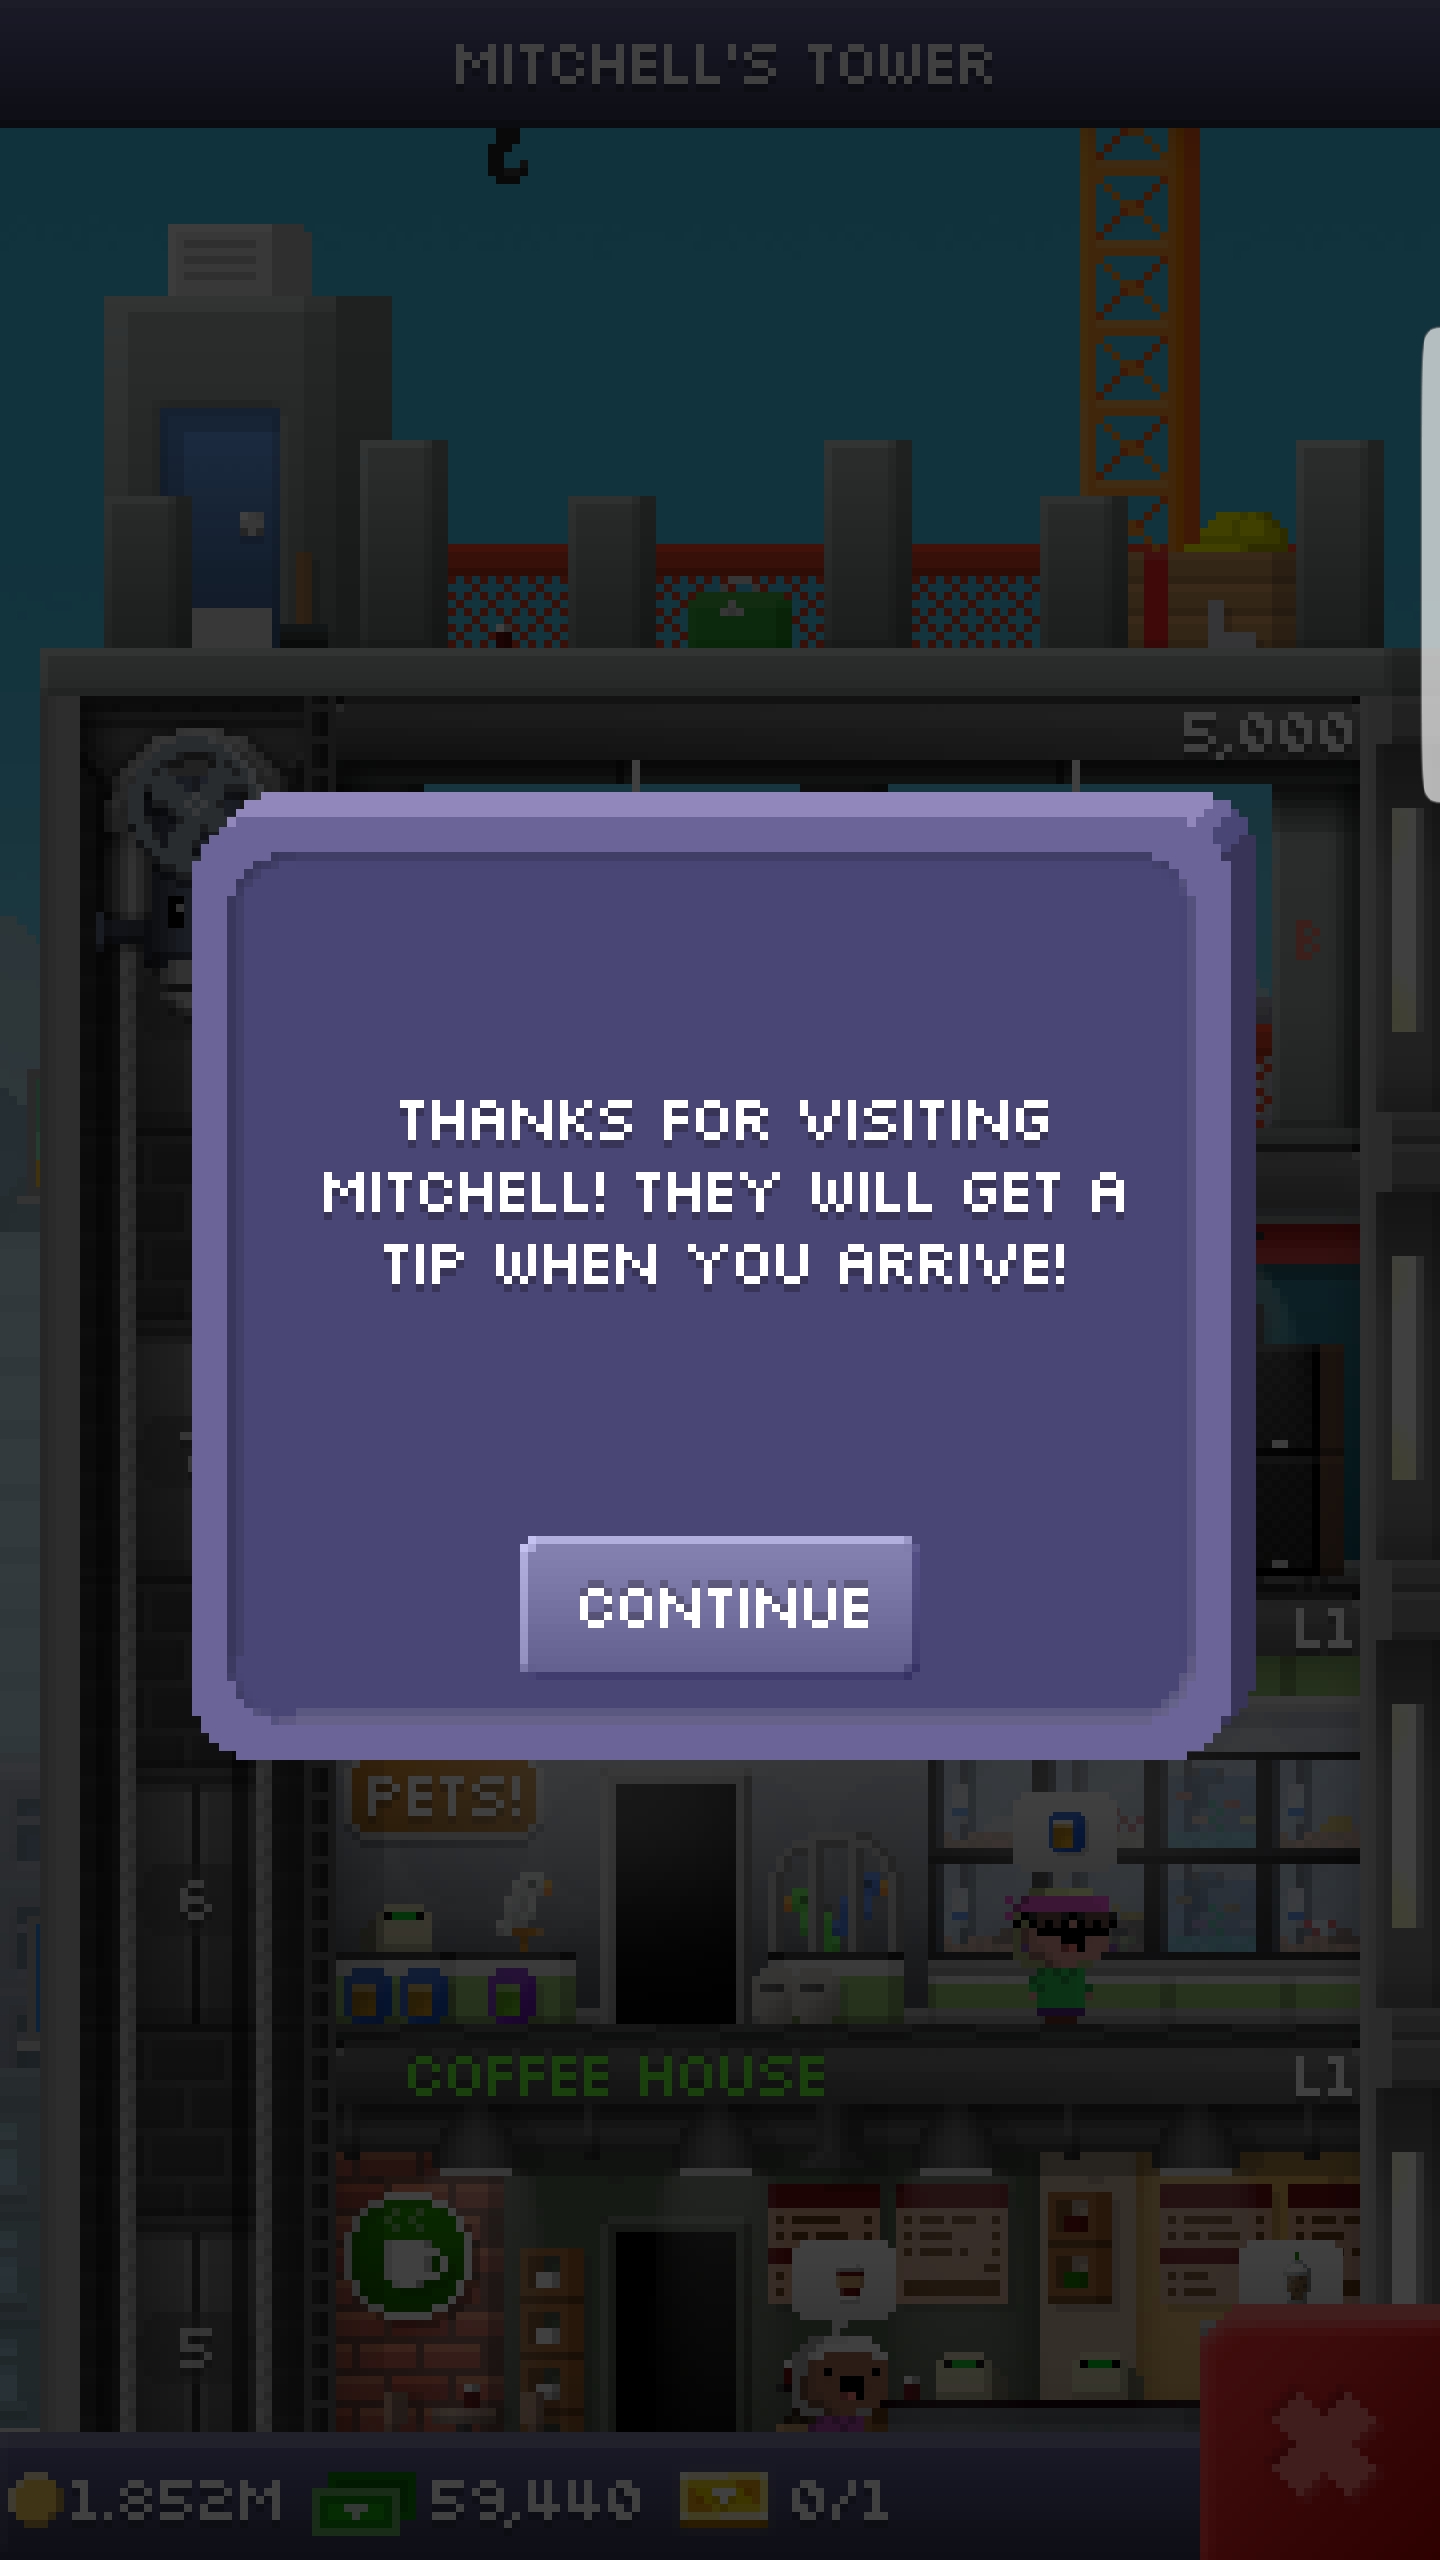 MITCHELL'S TOWER
5,000
B
THANKS FOR VISITING
MITCHELL! THEY WILL GET A
TIP WHEN YOU ARRIVE!
CONTINUE
L1
PETS!
6
COFFEE HOUSE
L1
5
1.852M
59,440
0/1